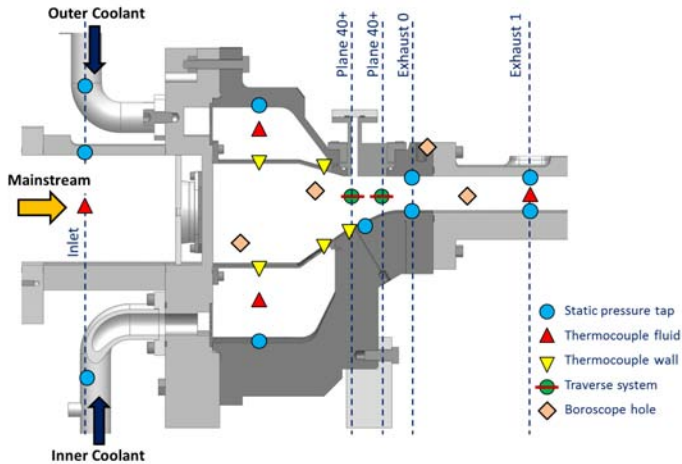 Outer Coolant
Plane 40+
Plane 40+
Exhaust 0
Exhaust 1
Mainstream
Inlet
Static pressure tap
Thermocouple fluid
Thermocouple wall
Traverse system
Boroscope hole
Inner Coolant